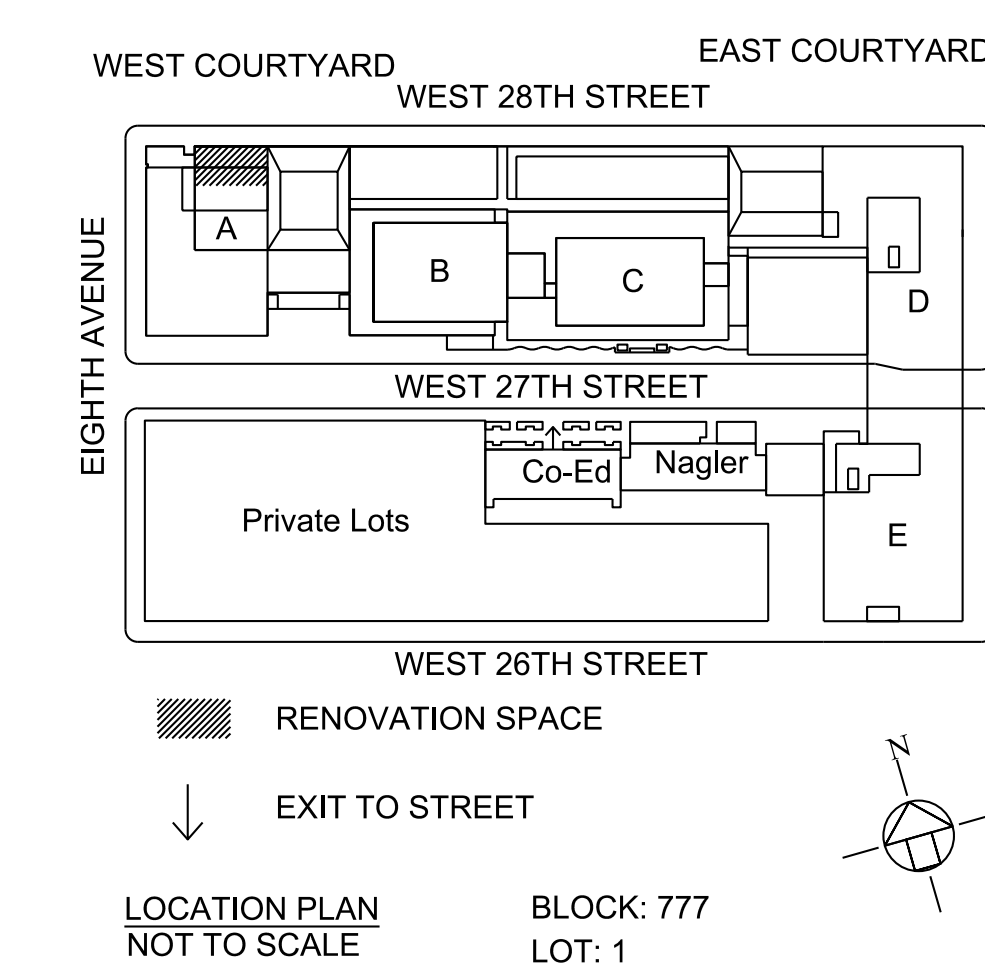 WEST COURTYARD
EAST COURTYARD
WEST 28TH STREET
EIGHTH AVENUE
A
B
C
D
WEST 27TH STREET
Co-Ed
Nagler
Private Lots
E
WEST 26TH STREET
RENOVATION SPACE
N
EXIT TO STREET
LOCATION PLAN
NOT TO SCALE
BLOCK: 777
LOT: 1